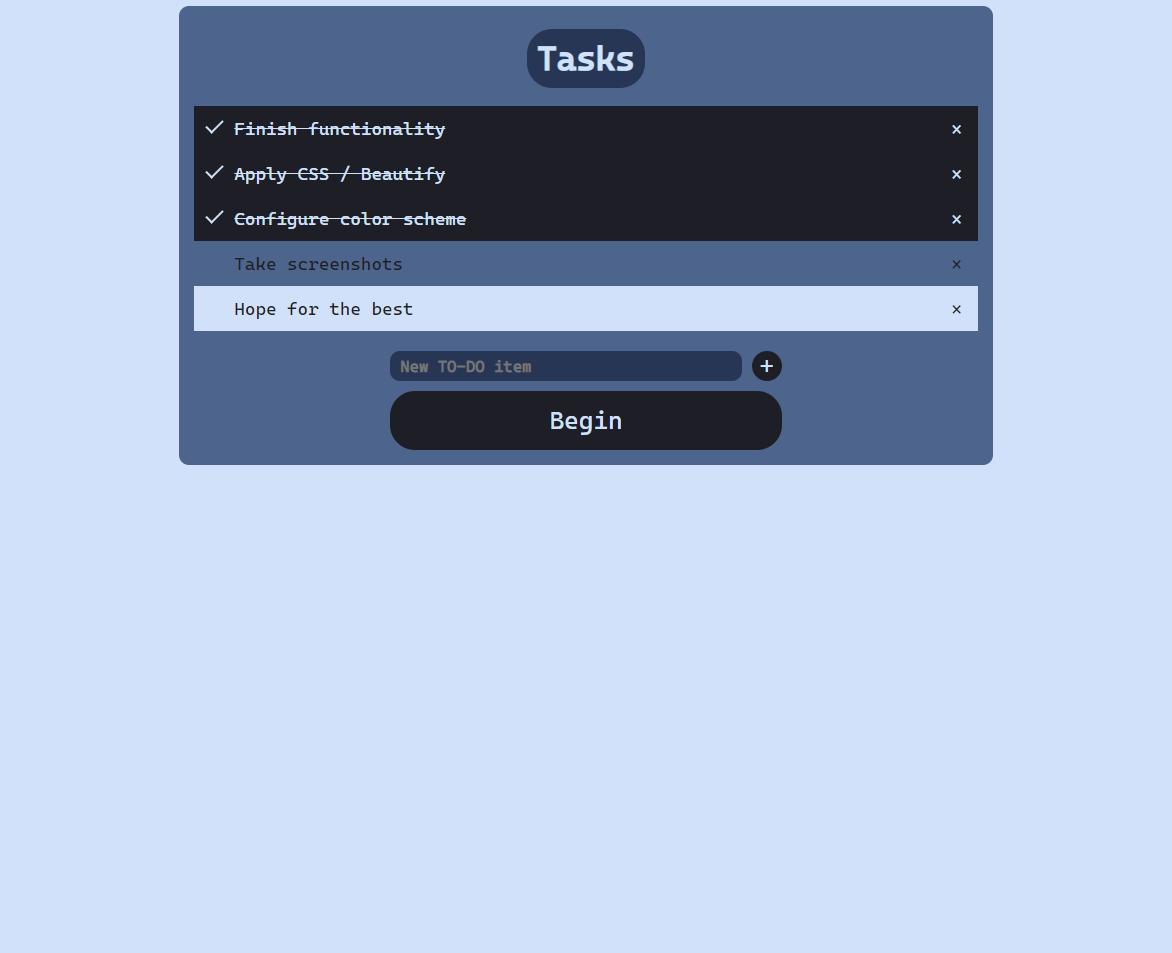 Tasks
Finish functionality ×
Apply CSS / Beautify ×
Configure color scheme ×
Take screenshots ×
Hope for the best ×
New TO-DO item +
Begin